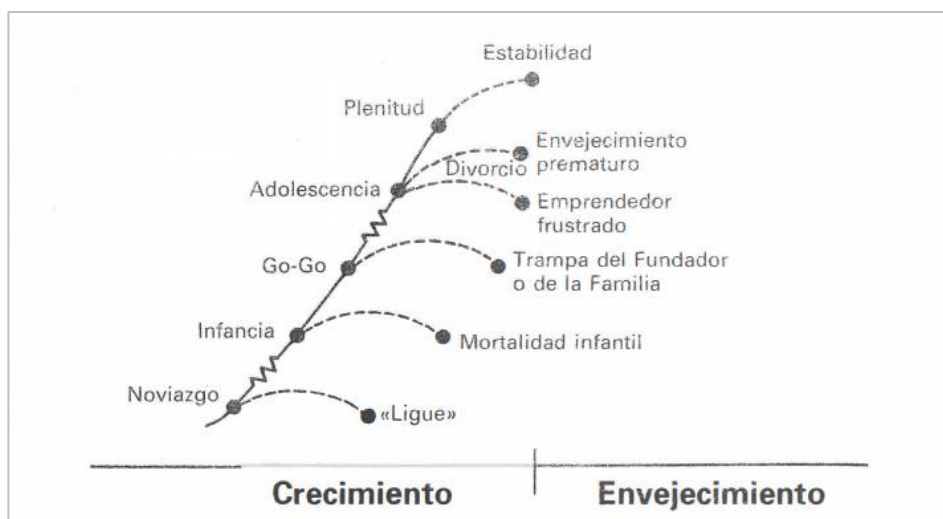 Estabilidad
Plenitud
Envejecimiento
prematuro
Divorcio
Adolescencia
Emprendedor
frustrado
Go-Go
Trampa del Fundador
o de la Familia
Infancia
Mortalidad infantil
Noviazgo
«Ligue»
Crecimiento
Envejecimiento